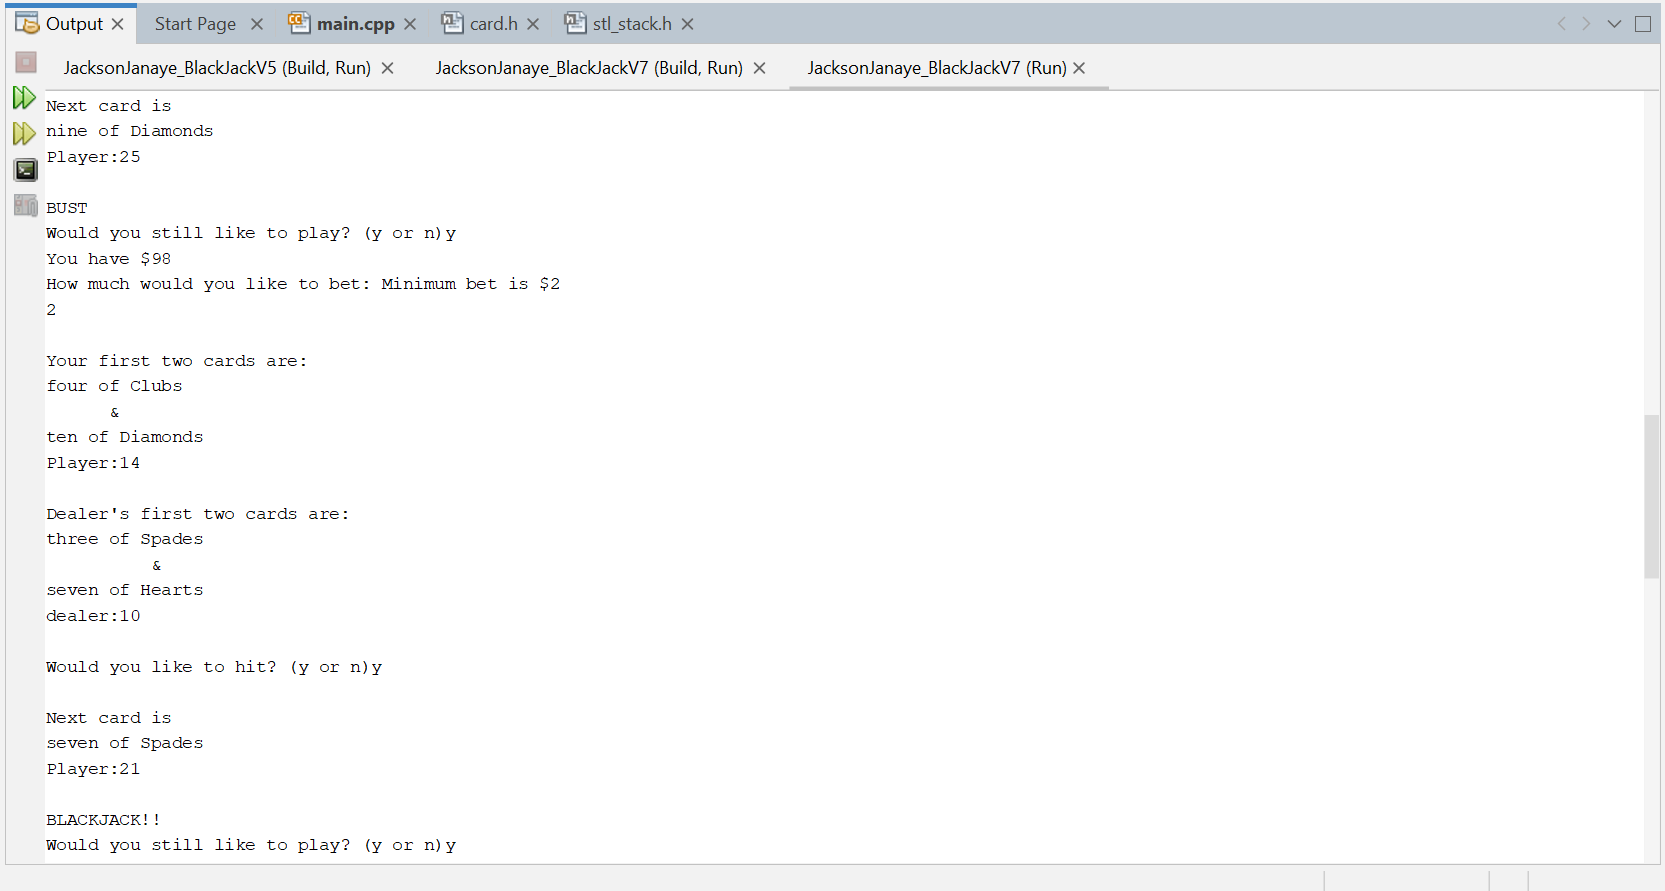 Output Start Page main.cpp card.h stl_stack.h
JacksonJanaye_BlackJackV5 (Build, Run) JacksonJanaye_BlackJackV7 (Build, Run) JacksonJanaye_BlackJackV7 (Run)
Next card is
nine of Diamonds
Player:25
BUST
Would you still like to play? (y or n)y
You have $98
How much would you like to bet: Minimum bet is $2
2
Your first two cards are:
four of Clubs
&
ten of Diamonds
Player:14
Dealer's first two cards are:
three of Spades
&
seven of Hearts
dealer:10
Would you like to hit? (y or n)y
Next card is
seven of Spades
Player:21
BLACKJACK!!
Would you still like to play? (y or n)y